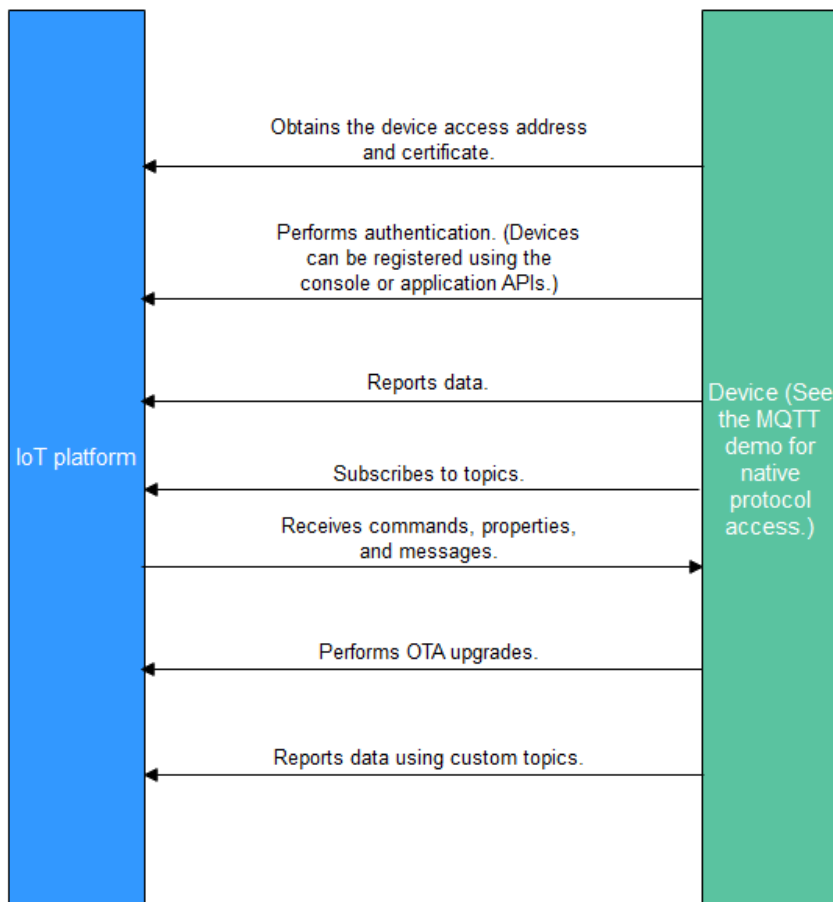 Obtains the device access address
and certificate.
Performs authentication. (Devices
can be registered using the
console or application APIs.)
Reports data.
IoT platform
Device (See
the MQTT
demo for
native
protocol
access.)
Subscribes to topics.
Receives commands, properties,
and messages.
Performs OTA upgrades.
Reports data using custom topics.